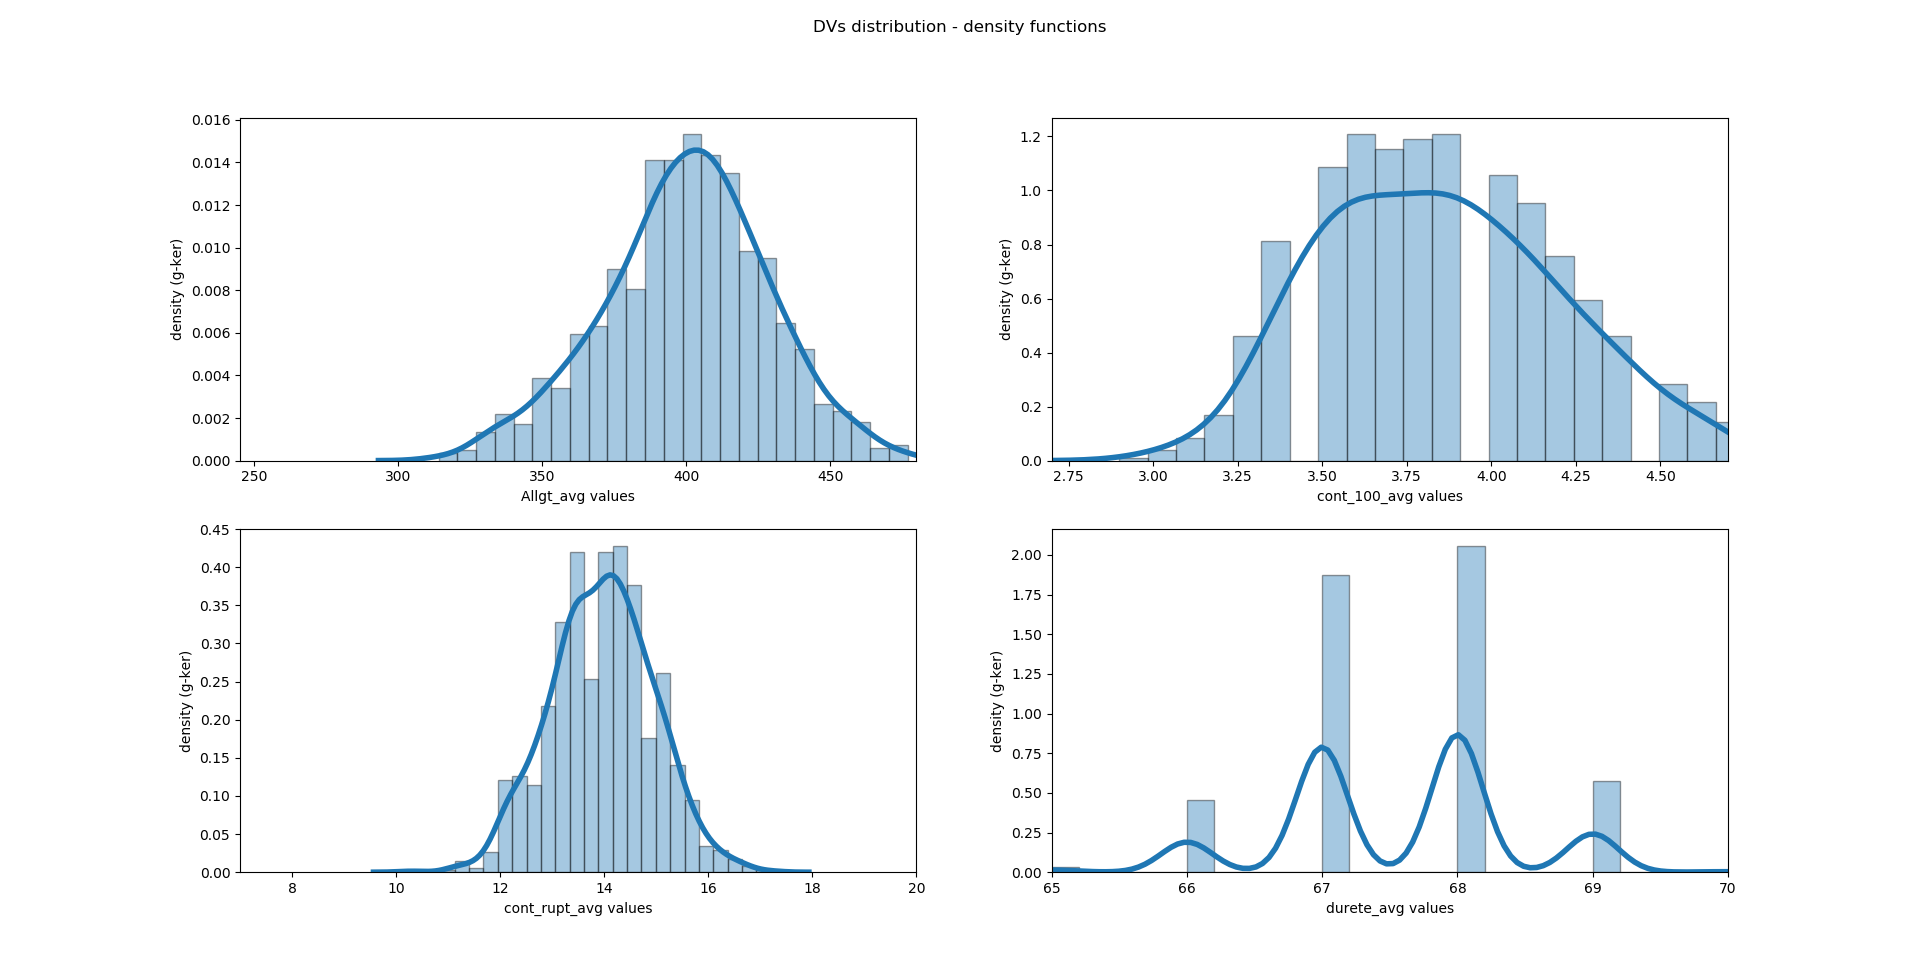 DVs distribution - density functions
0.016
0.014
0.012
0.010
0.008
0.006
0.004
0.002
0.000
density (g-ker)
250 300 350 400 450
Allgt_avg values
1.2
1.0
0.8
0.6
0.4
0.2
0.0
density (g-ker)
2.75 3.00 3.25 3.50 3.75 4.00 4.25 4.50
cont_100_avg values
0.45
0.40
0.35
0.30
0.25
0.20
0.15
0.10
0.05
0.00
density (g-ker)
8 10 12 14 16 18 20
cont_rupt_avg values
2.00
1.75
1.50
1.25
1.00
0.75
0.50
0.25
0.00
density (g-ker)
65 66 67 68 69 70
durete_avg values